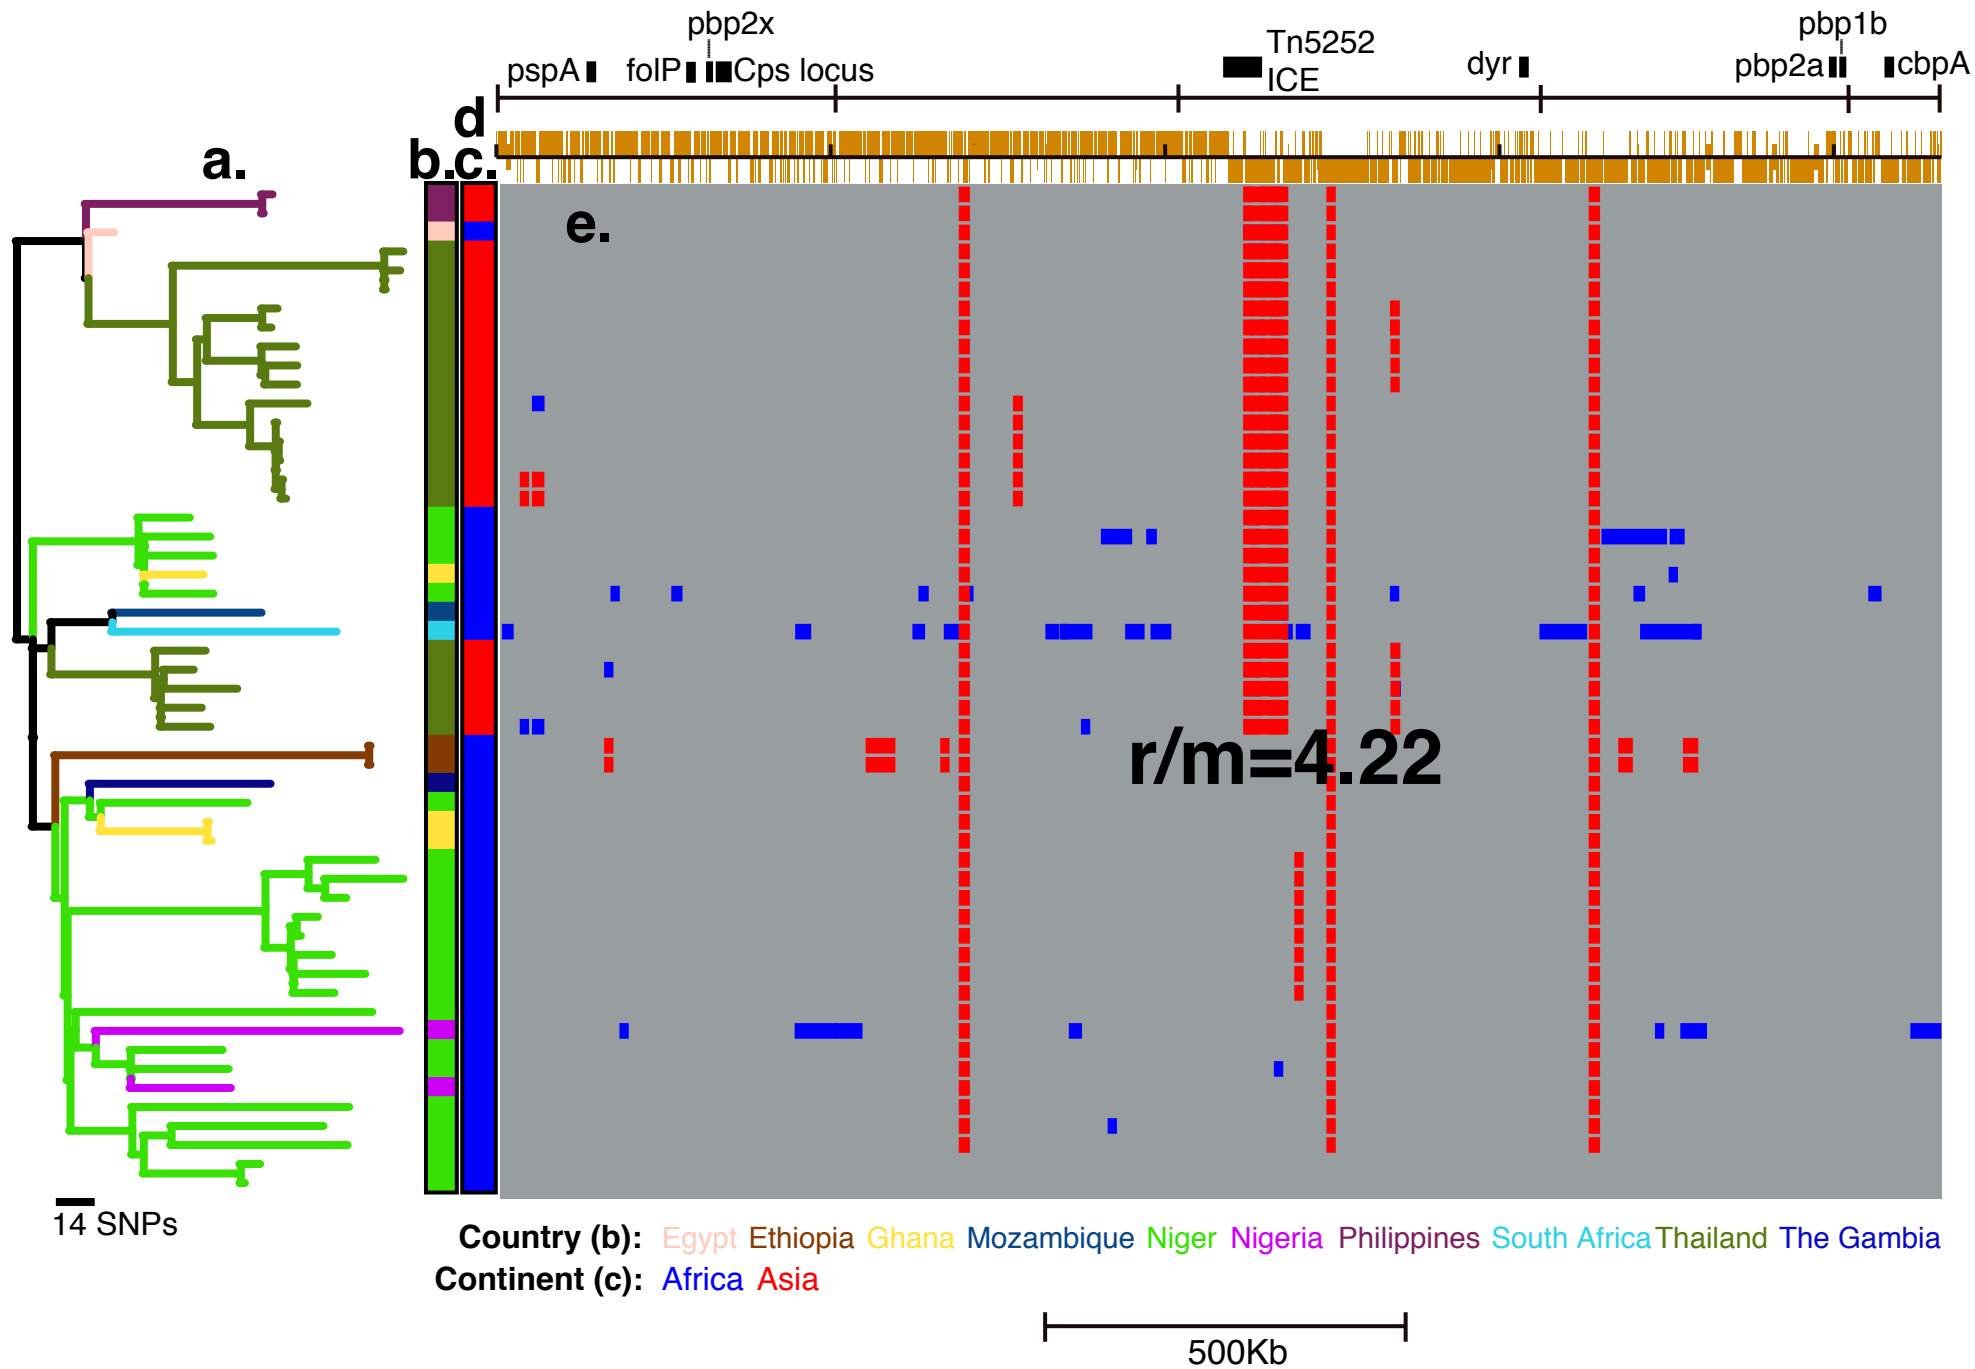 pbp2x
pbp1b
pspA
folP
Cps locus
Tn5252
ICE
dyr
pbp2a
cbpA
d
a.
b.c.
e.
r/m=4.22
14 SNPs
Country (b): Egypt Ethiopia Ghana Mozambique Niger Nigeria Philippines South Africa Thailand The Gambia
Continent (c): Africa Asia
500Kb